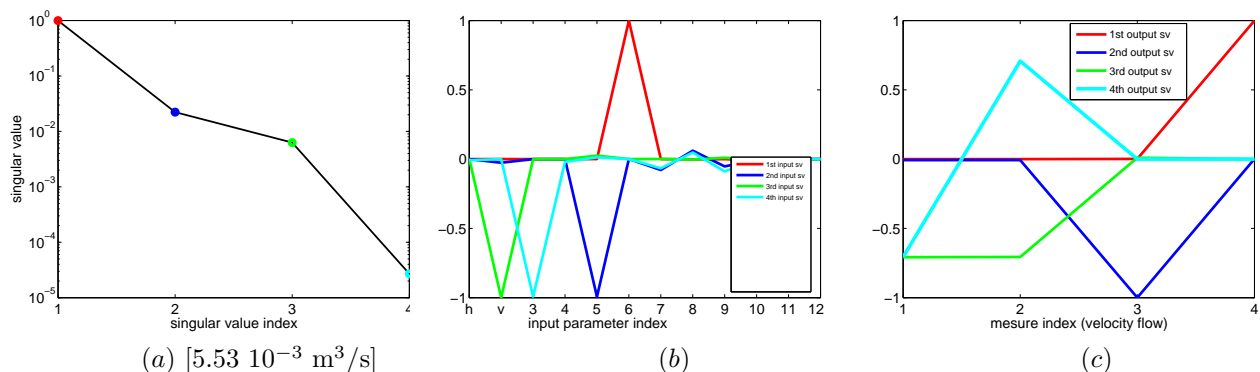 10^0
10^−1
10^−2
10^−3
10^−4
10^−5
singular value
1 2 3 4
singular value index
(a) [5.53 10^−3 m^3/s]
1
0.5
0
−0.5
−1
1st input sv
2nd input sv
3rd input sv
4th input sv
h v 3 4 5 6 7 8 9 10 11 12
input parameter index
(b)
1
0.5
0
−0.5
−1
1st output sv
2nd output sv
3rd output sv
4th output sv
1 2 3 4
mesure index (velocity flow)
(c)